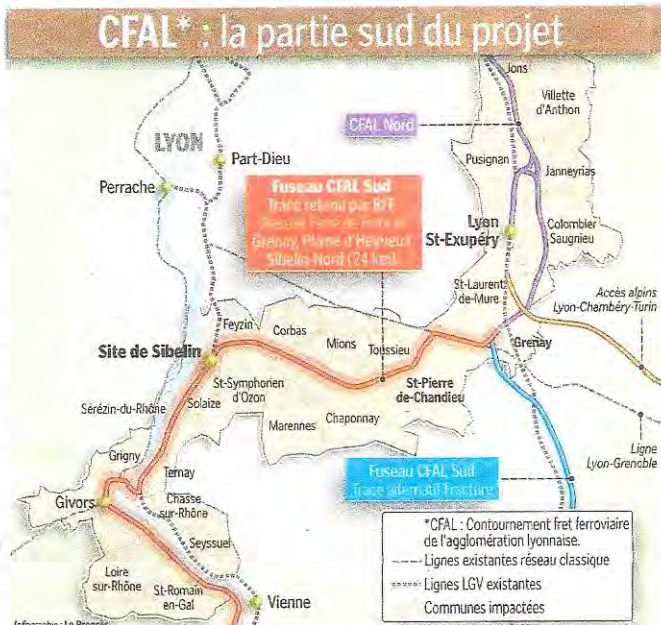 CFAL* : la partie sud du projet
Jons
Villette
d'Anthon
CFAL Nord
LYON
Part-Dieu
Pusignan
Janneyrias
Perrache
Fuseau CFAL Sud
Tracé retenu par RFF
Grenay, Plaine d'Heyrieux
Sibelin-Nord (24 km)
Lyon
St-Exupéry
Colombier
Saugnieu
St-Laurent
de-Mure
Accès alpins
Lyon-Chambéry-Turin
Feyzin
Corbas
Mions
Toussieu
Grenay
Site de Sibelin
St-Symphorien
d'Ozon
St-Pierre
de-Chandieu
Sérézin-du-Rhône
Solaize
Marennes
Chaponnay
Ligne
Lyon-Grenoble
Grigny
Ternay
Fuseau CFAL Sud
Tracé alternatif Fracture
Givors
Chasse
sur-Rhône
Seyssuel
*CFAL : Contournement fret ferroviaire
de l'agglomération lyonnaise.
Lignes existantes réseau classique
Lignes LGV existantes
Communes impactées
Loire
sur-Rhône
St-Romain
en-Gal
Vienne
Infographie : Le Progrès